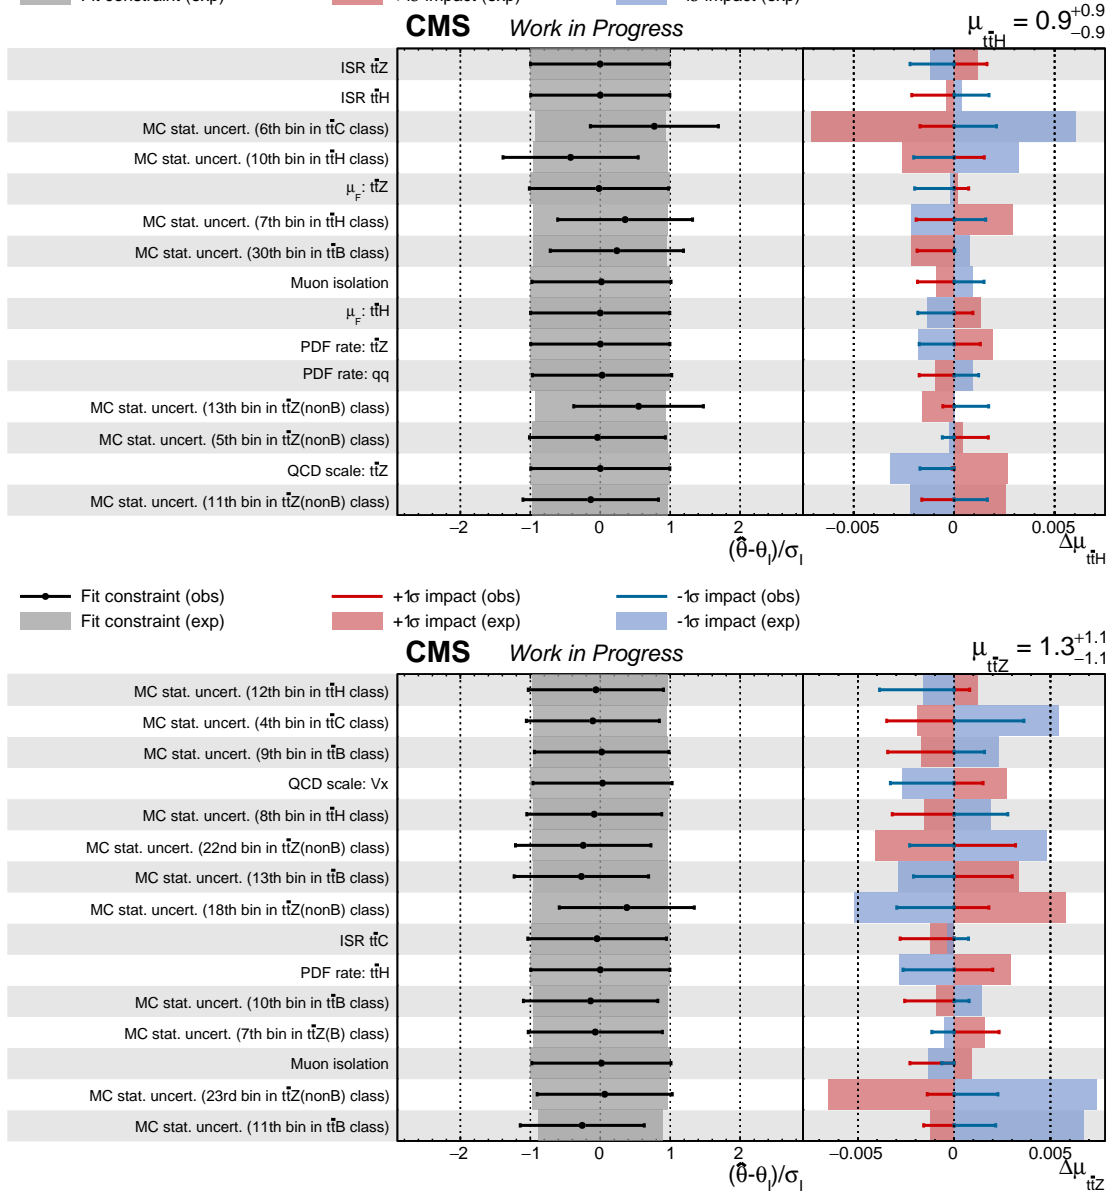 Fit constraint (exp) +1σ impact (exp) -1σ impact (exp)
CMS Work in Progress μ_tt̄H = 0.9 +0.9 −0.9
ISR tt̄Z
ISR tt̄H
MC stat. uncert. (6th bin in tt̄C class)
MC stat. uncert. (10th bin in tt̄H class)
μ_F: tt̄Z
MC stat. uncert. (7th bin in tt̄H class)
MC stat. uncert. (30th bin in tt̄B class)
Muon isolation
μ_F: tt̄H
PDF rate: tt̄Z
PDF rate: qq
MC stat. uncert. (13th bin in tt̄Z(nonB) class)
MC stat. uncert. (5th bin in tt̄Z(nonB) class)
QCD scale: tt̄Z
MC stat. uncert. (11th bin in tt̄Z(nonB) class)
−2 −1 0 1 2 −0.005 0 0.005
(θ̂-θ_I)/σ_I Δμ_tt̄H
Fit constraint (obs) +1σ impact (obs) -1σ impact (obs)
Fit constraint (exp) +1σ impact (exp) -1σ impact (exp)
CMS Work in Progress μ_tt̄Z = 1.3 +1.1 −1.1
MC stat. uncert. (12th bin in tt̄H class)
MC stat. uncert. (4th bin in tt̄C class)
MC stat. uncert. (9th bin in tt̄B class)
QCD scale: Vx
MC stat. uncert. (8th bin in tt̄H class)
MC stat. uncert. (22nd bin in tt̄Z(nonB) class)
MC stat. uncert. (13th bin in tt̄B class)
MC stat. uncert. (18th bin in tt̄Z(nonB) class)
ISR tt̄C
PDF rate: tt̄H
MC stat. uncert. (10th bin in tt̄B class)
MC stat. uncert. (7th bin in tt̄Z(B) class)
Muon isolation
MC stat. uncert. (23rd bin in tt̄Z(nonB) class)
MC stat. uncert. (11th bin in tt̄B class)
−2 −1 0 1 2 −0.005 0 0.005
(θ̂-θ_I)/σ_I Δμ_tt̄Z